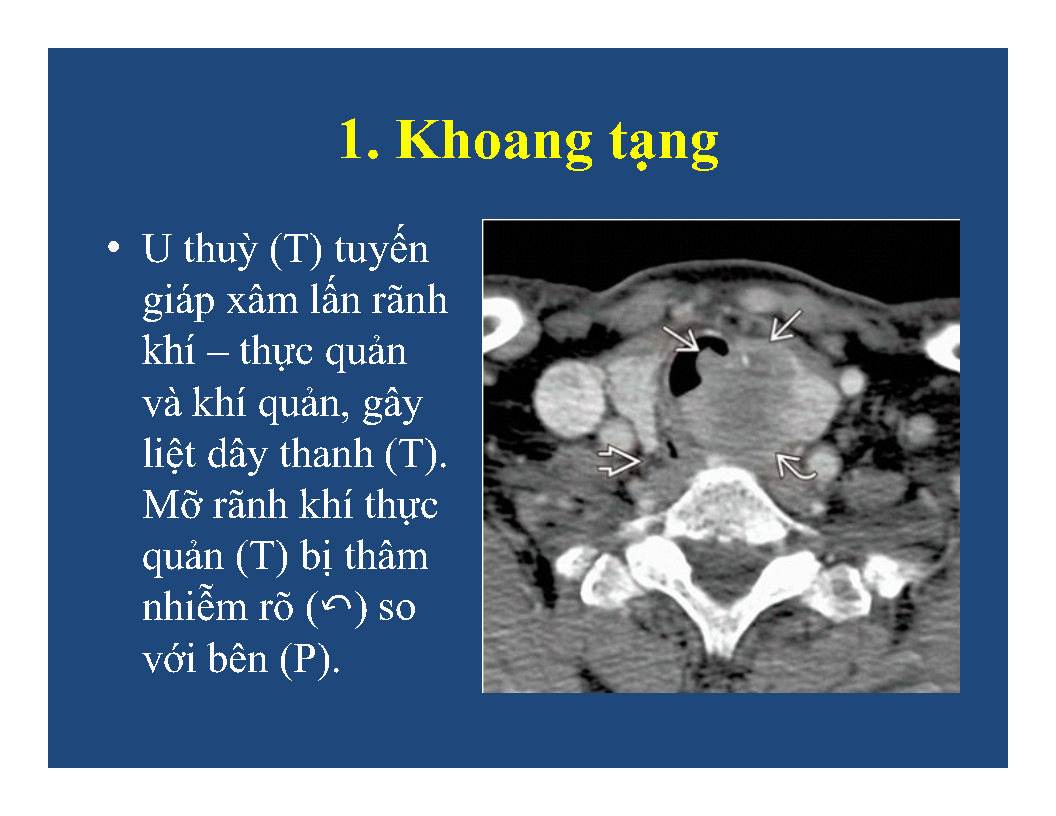 1. Khoang tạng
• U thuỳ (T) tuyến
giáp xâm lấn rãnh
khí – thực quản
và khí quản, gây
liệt dây thanh (T).
Mỡ rãnh khí thực
quản (T) bị thâm
nhiễm rõ (⤺) so
với bên (P).